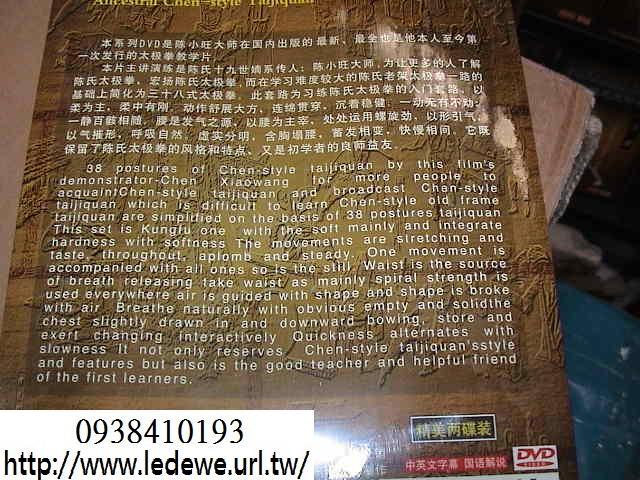 Ancestral Chen-style Taijiquan
本系列DVD是陈小旺大师在国内出版的最新、最全也是他本人至今第
一次发行的太极拳教学片。
本片主讲演练是陈氏十九世嫡系传人：陈小旺大师，为让更多的人了解
陈氏太极拳、宏扬陈氏太极拳,而在学习难度较大的陈氏老架太极拳一路的
基础上简化为三十八式太极拳。此套路为习练陈氏太极拳的入门套路，以
柔为主，柔中有刚，动作舒展大方，连绵贯穿，沉着稳健，一动无有不动，
一静百骸相随，腰是发气之源，以腰为主宰，处处运用螺旋劲，以形引气，
以气摧形，呼吸自然，虚实分明，含胸塌腰，蓄发相变，快慢相间，它既
保留了陈氏太极拳的风格和特点，又是初学者的良师益友。
38 postures of Chen-style taijiquan by this film's
demonstrator-Chen Xiaowang for more people to
acquaintChen-style taijiquan and broadcast Chen-style
taijiquan which is difficult to learn Chen-style old frame
taijiquan are simplified on the basis of 38 postures taijiquan
This set is Kungfu one with the soft mainly and integrate
hardness with softness The movements are stretching and
taste, throughout, aplomb and steady. One movement is
accompanied with all ones so is the still. Waist is the source
of breath releasing take waist as mainly spiral strength is
used everywhere air is guided with shape and shape is broke
with air. Breathe naturally with obvious empty and solidthe
chest slightly drawn in and downward bowing, store and
exert changing interactively Quickness alternates with
slowness It not only reserves Chen-style taijiquan'sstyle
and features but also is the good teacher and helpful friend
of the first learners.
精美两碟装
作 中英文字幕 国语解说
DVD
VIDEO
0938410193
http://www.ledewe.url.tw/